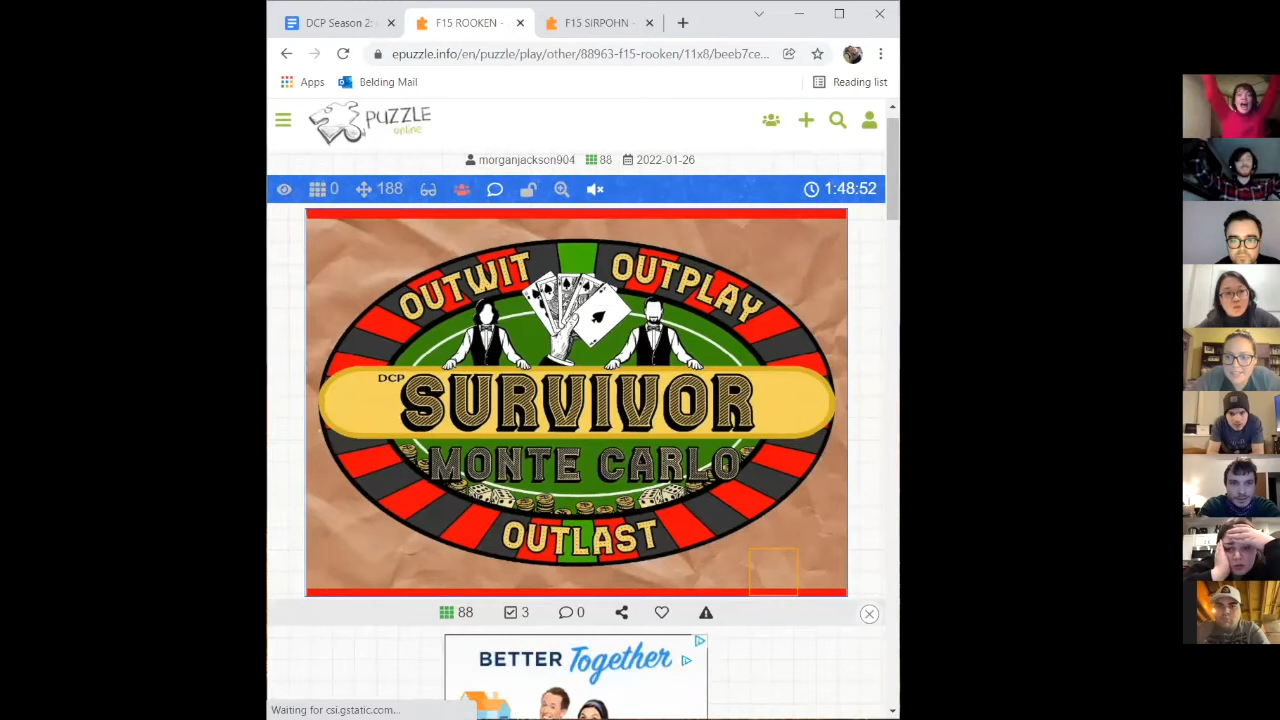 DCP Season 2:
F15 ROOKEN -
F15 SIRPOHN -
epuzzle.info/en/puzzle/play/other/88963-f15-rooken/11x8/beeb7ce...
Apps
Belding Mail
Reading list
PUZZLE
online
morganjackson904
88
2022-01-26
0
188
1:48:52
OUTWIT
OUTPLAY
DCP
SURVIVOR
MONTE CARLO
OUTLAST
88
3
0
BETTER Together
Waiting for csi.gstatic.com...